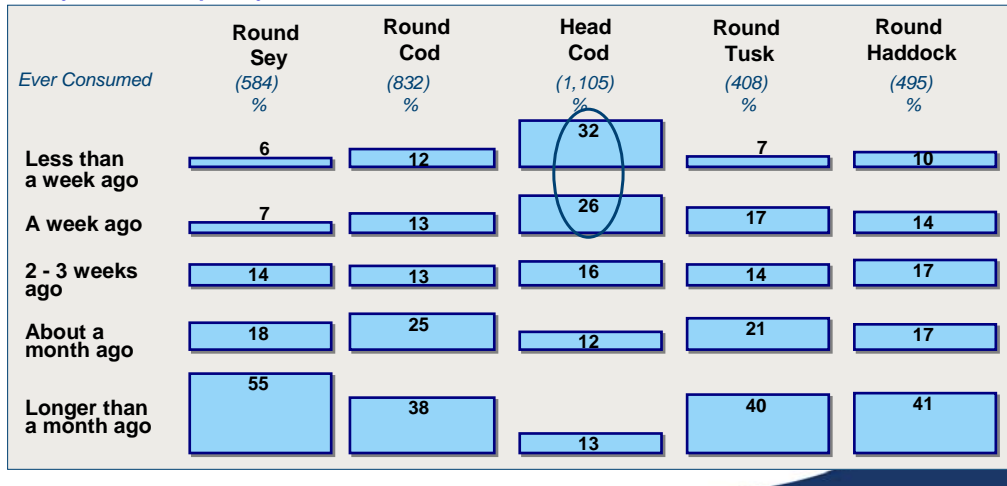 Round Sey
Round Cod
Head Cod
Round Tusk
Round Haddock
Ever Consumed
(584)
(832)
(1,105)
(408)
(495)
%
%
%
%
%
Less than
a week ago
6
12
32
7
10
A week ago
7
13
26
17
14
2 - 3 weeks
ago
14
13
16
14
17
About a
month ago
18
25
12
21
17
Longer than
a month ago
55
38
13
40
41